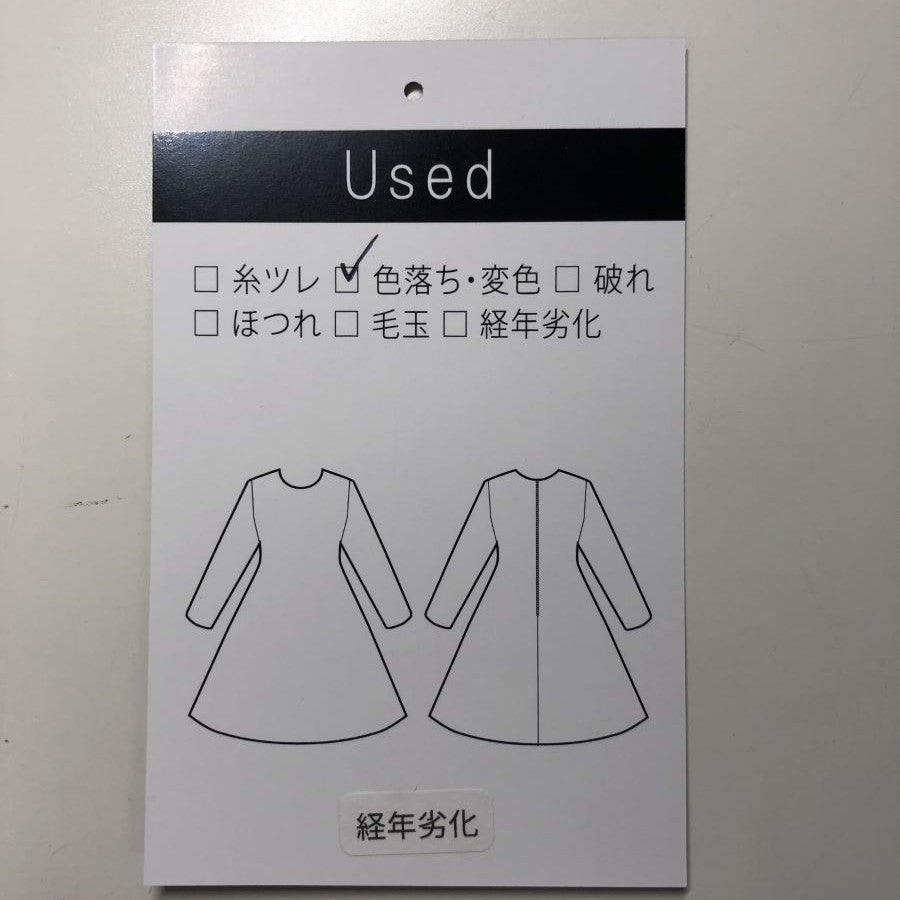 Used
□ 糸ツレ ☑ 色落ち・変色 □ 破れ
□ ほつれ □ 毛玉 □ 経年劣化
経年劣化